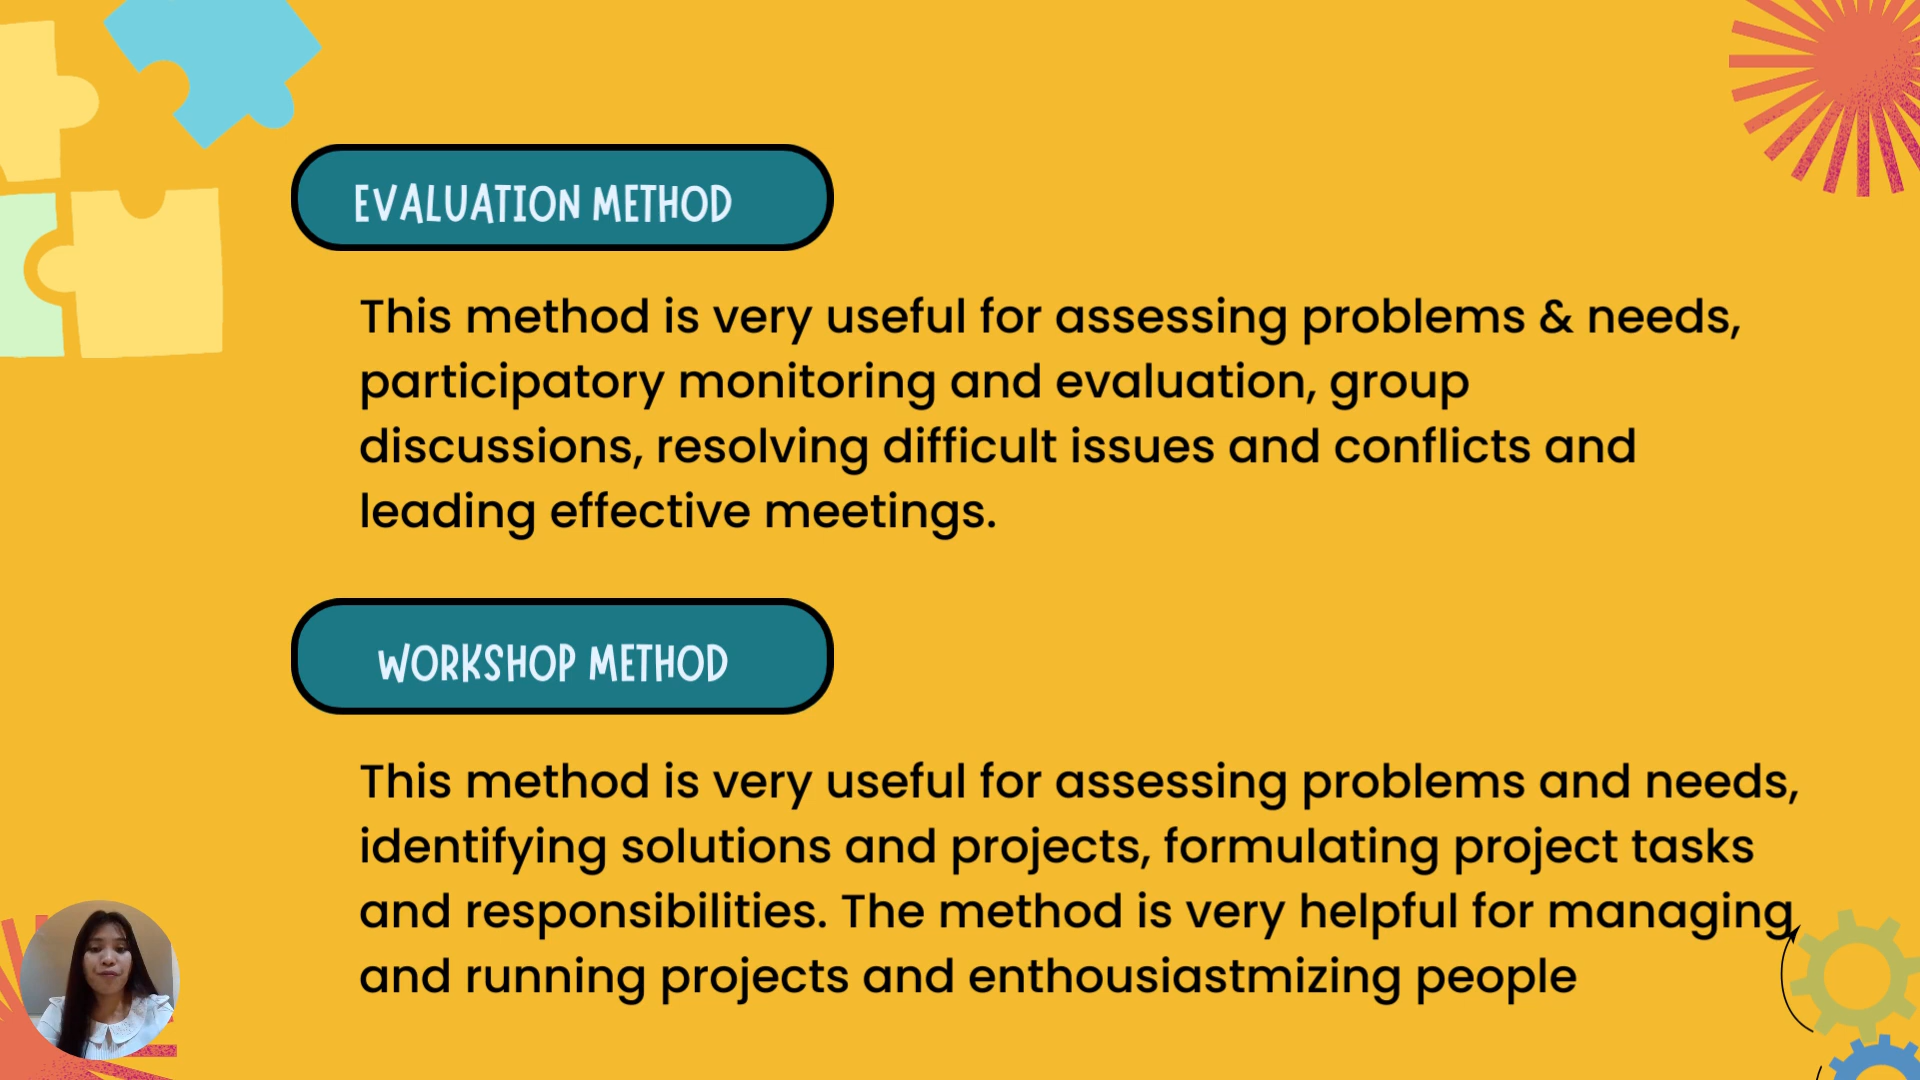 EVALUATION METHOD
This method is very useful for assessing problems & needs,
participatory monitoring and evaluation, group
discussions, resolving difficult issues and conflicts and
leading effective meetings.
WORKSHOP METHOD
This method is very useful for assessing problems and needs,
identifying solutions and projects, formulating project tasks
and responsibilities. The method is very helpful for managing
and running projects and enthousiastmizing people